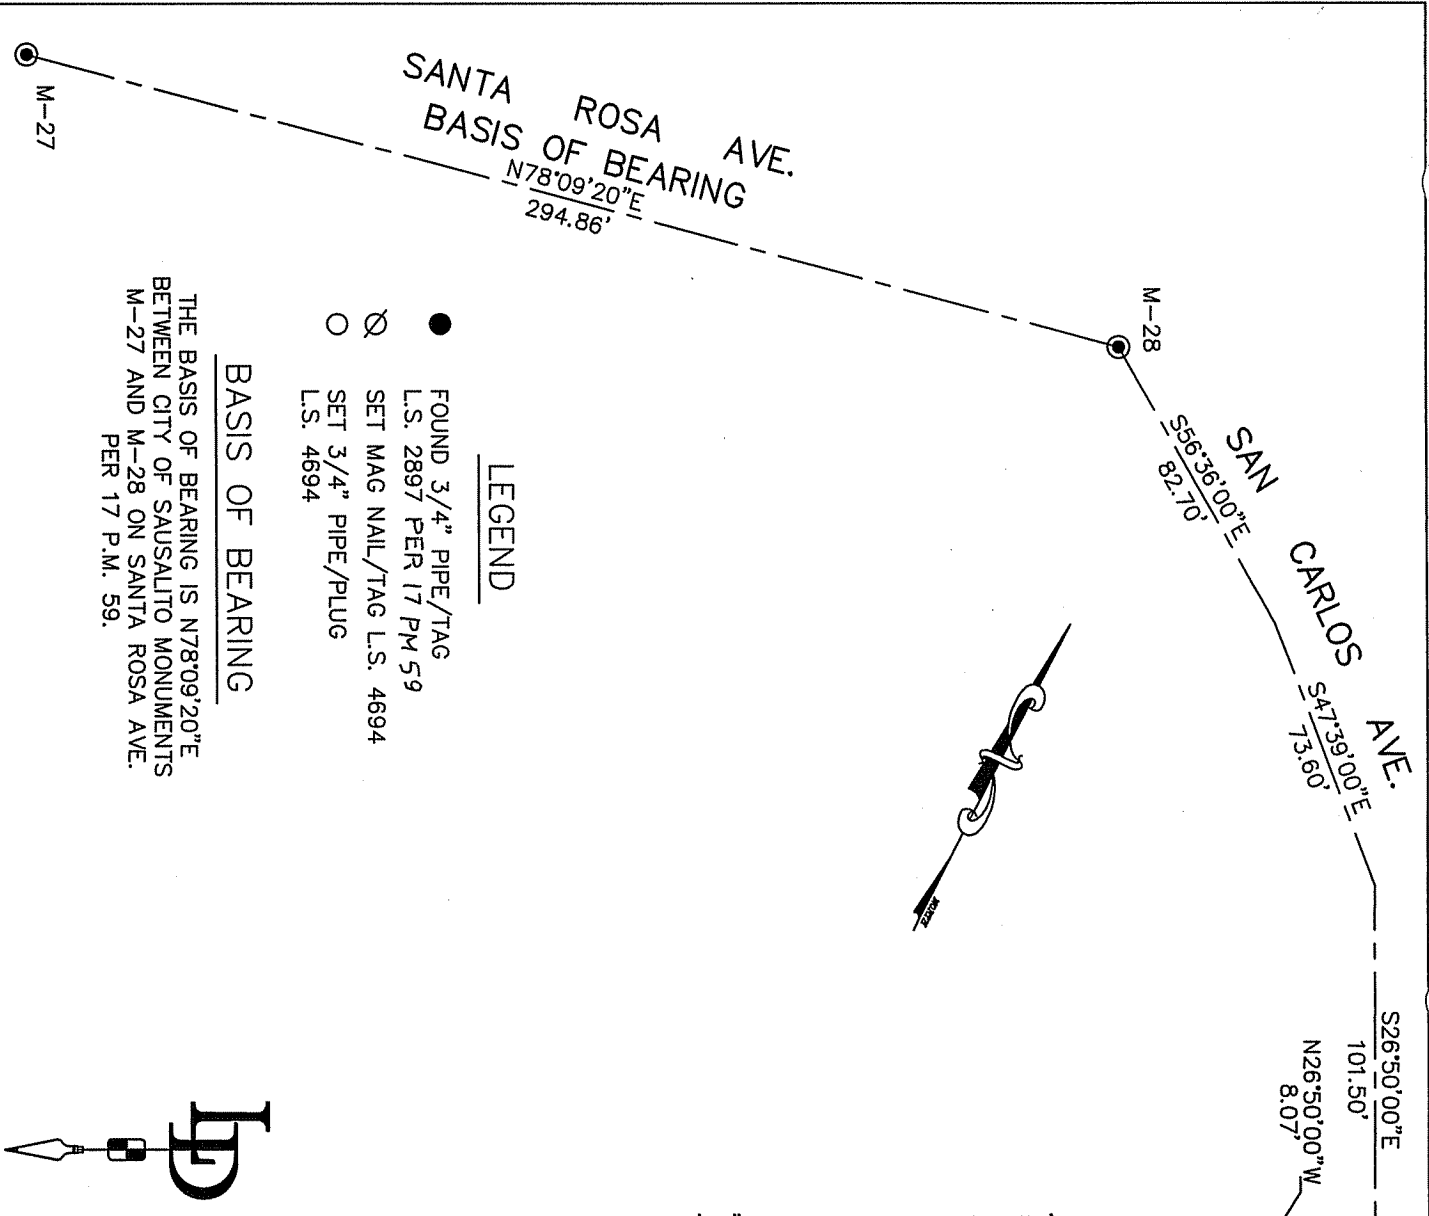 SANTA ROSA AVE.
BASIS OF BEARING
N78°09'20"E
294.86'
M-27
M-28
SAN CARLOS AVE.
S56°36'00"E
82.70'
S47°39'00"E
73.60'
S26°50'00"E
101.50'
N26°50'00"W
8.07'
LEGEND
FOUND 3/4" PIPE/TAG
L.S. 2897 PER 17 PM 59
SET MAG NAIL/TAG L.S. 4694
SET 3/4" PIPE/PLUG
L.S. 4694
BASIS OF BEARING
THE BASIS OF BEARING IS N78°09'20"E
BETWEEN CITY OF SAUSALITO MONUMENTS
M-27 AND M-28 ON SANTA ROSA AVE.
PER 17 P.M. 59.